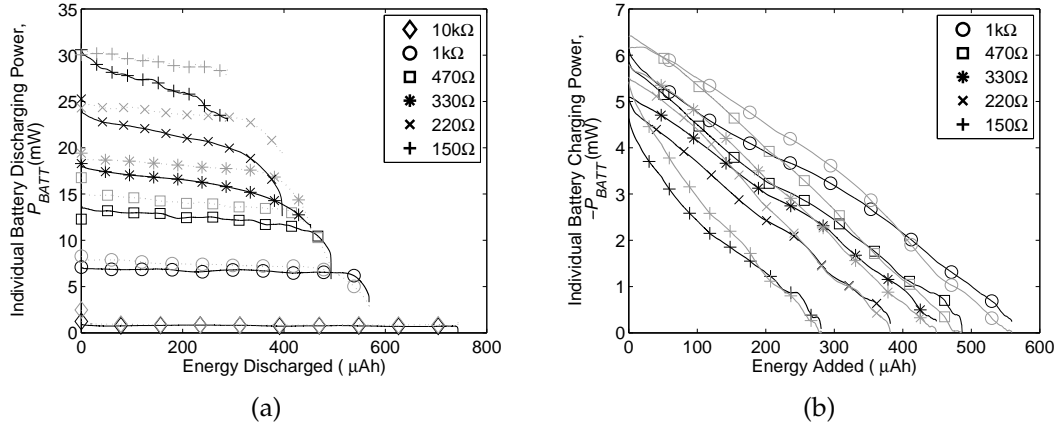 Individual Battery Discharging Power,
P_BATT (mW)
35
30
25
20
15
10
5
0
0 200 400 600 800
Energy Discharged ( μAh)
10kΩ
1kΩ
470Ω
330Ω
220Ω
150Ω
(a)
Individual Battery Charging Power,
−P_BATT (mW)
7
6
5
4
3
2
1
0
0 100 200 300 400 500 600
Energy Added ( μAh)
1kΩ
470Ω
330Ω
220Ω
150Ω
(b)